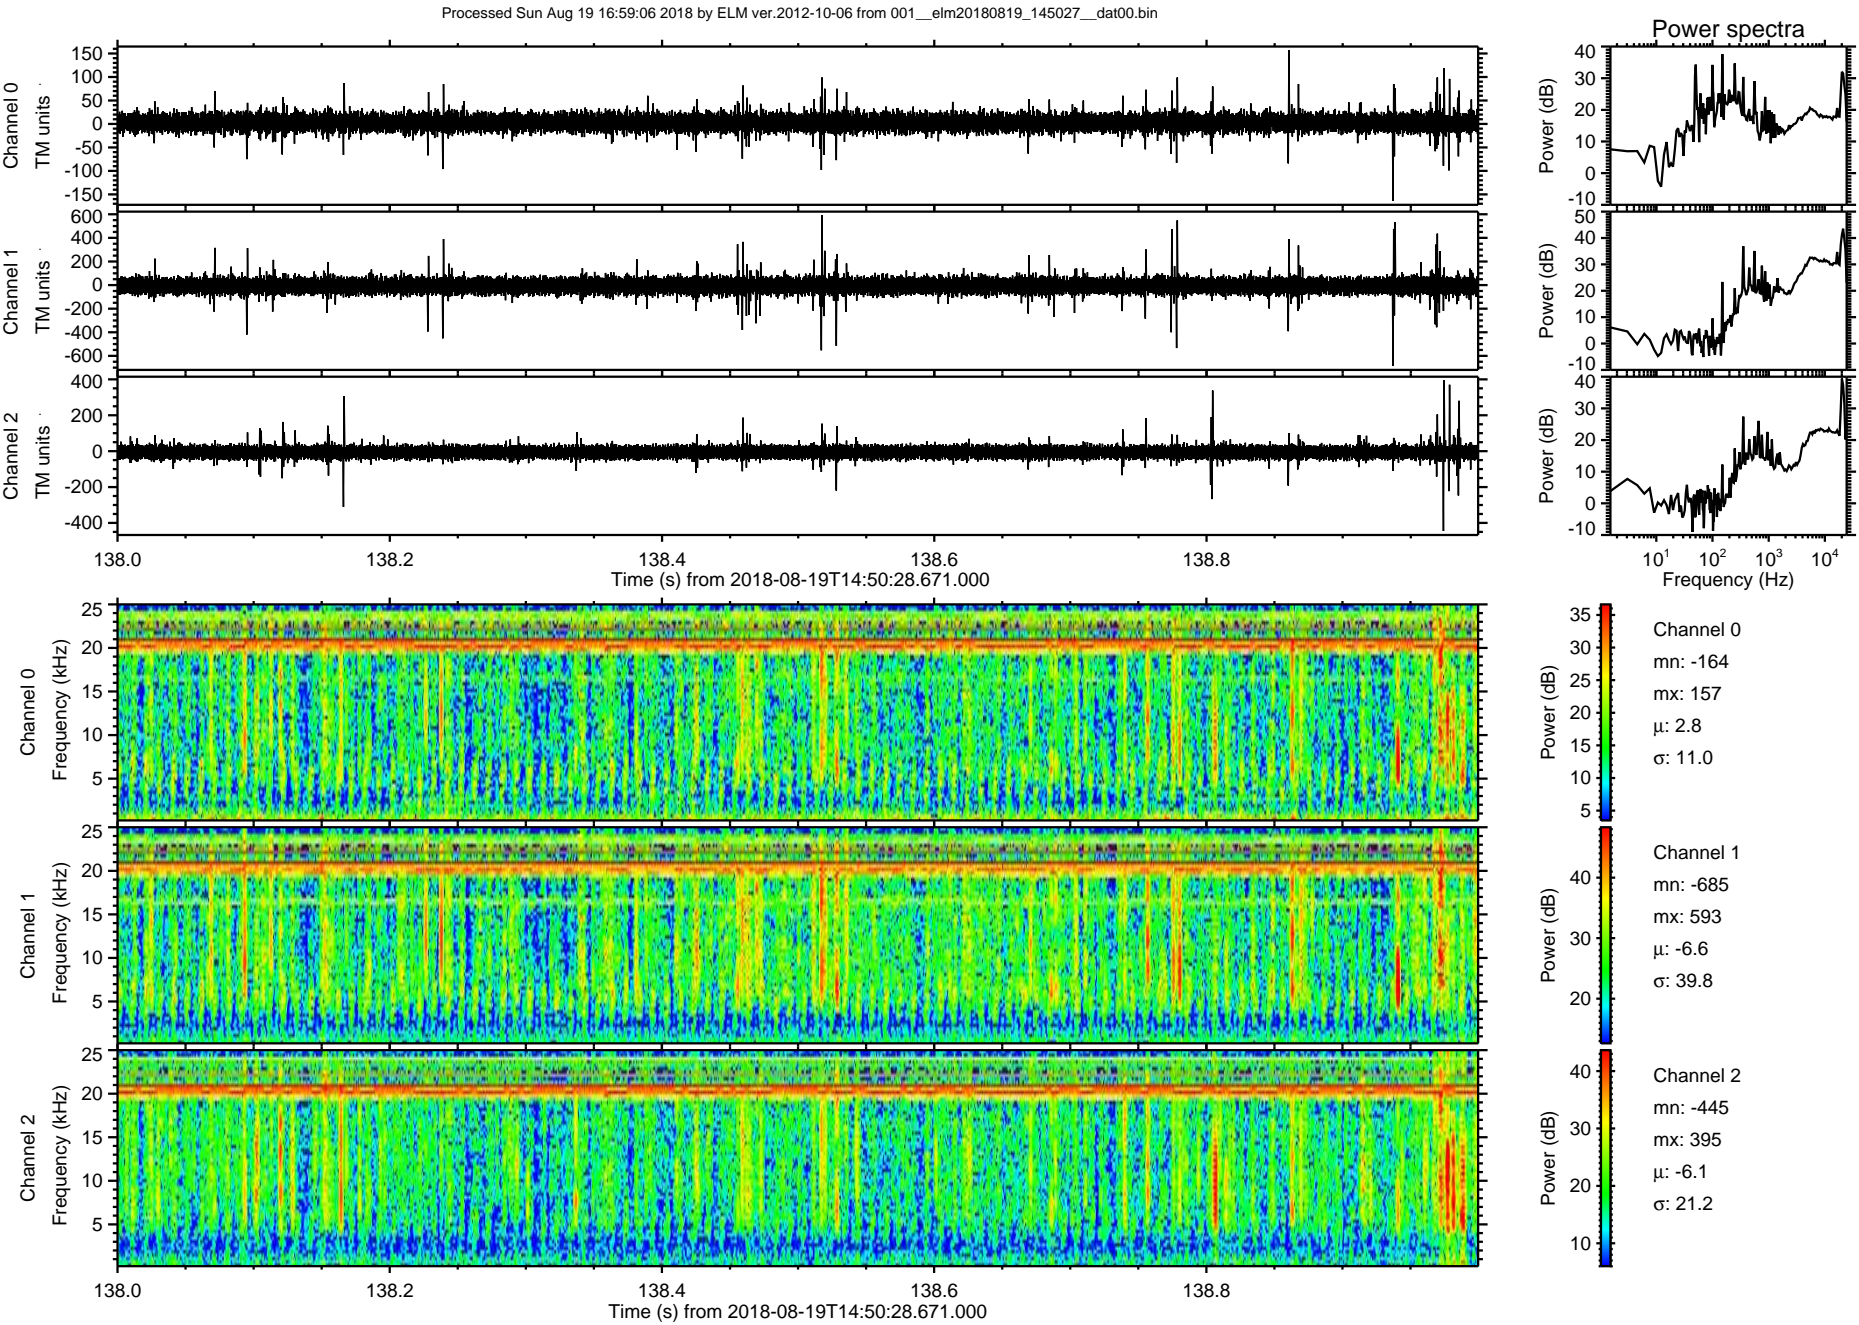 Processed Sun Aug 19 16:59:06 2018 by ELM ver.2012-10-06 from 001__elm20180819_145027__dat00.bin
Power spectra
Channel 0
TM units
150
100
50
0
-50
-100
-150
Power (dB)
40
30
20
10
0
-10
Channel 1
TM units
600
400
200
0
-200
-400
-600
Power (dB)
50
40
30
20
10
0
-10
Channel 2
TM units
400
200
0
-200
-400
Power (dB)
40
30
20
10
0
-10
138.0 138.2 138.4 138.6 138.8
Time (s) from 2018-08-19T14:50:28.671.000
10¹ 10² 10³ 10⁴
Frequency (Hz)
Channel 0
Frequency (kHz)
25
20
15
10
5
Power (dB)
35
30
25
20
15
10
5
Channel 0
mn: -164
mx: 157
μ: 2.8
σ: 11.0
Channel 1
Frequency (kHz)
25
20
15
10
5
Power (dB)
40
30
20
Channel 1
mn: -685
mx: 593
μ: -6.6
σ: 39.8
Channel 2
Frequency (kHz)
25
20
15
10
5
Power (dB)
40
30
20
10
Channel 2
mn: -445
mx: 395
μ: -6.1
σ: 21.2
138.0 138.2 138.4 138.6 138.8
Time (s) from 2018-08-19T14:50:28.671.000